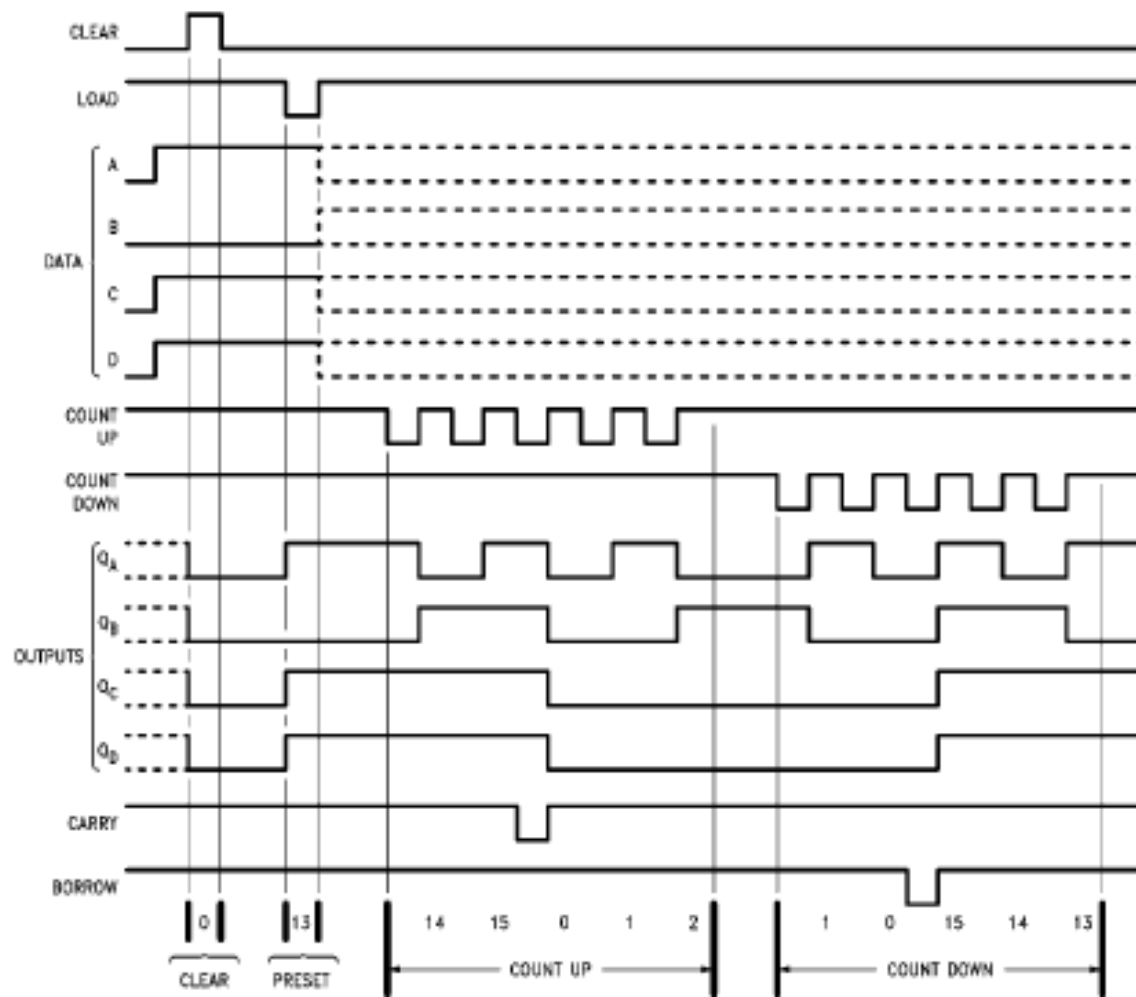 CLEAR
LOAD
A
B
DATA
C
D
COUNT
UP
COUNT
DOWN
QA
QB
OUTPUTS
QC
QD
CARRY
BORROW
0 13 14 15 0 1 2 1 0 15 14 13
CLEAR PRESET COUNT UP COUNT DOWN